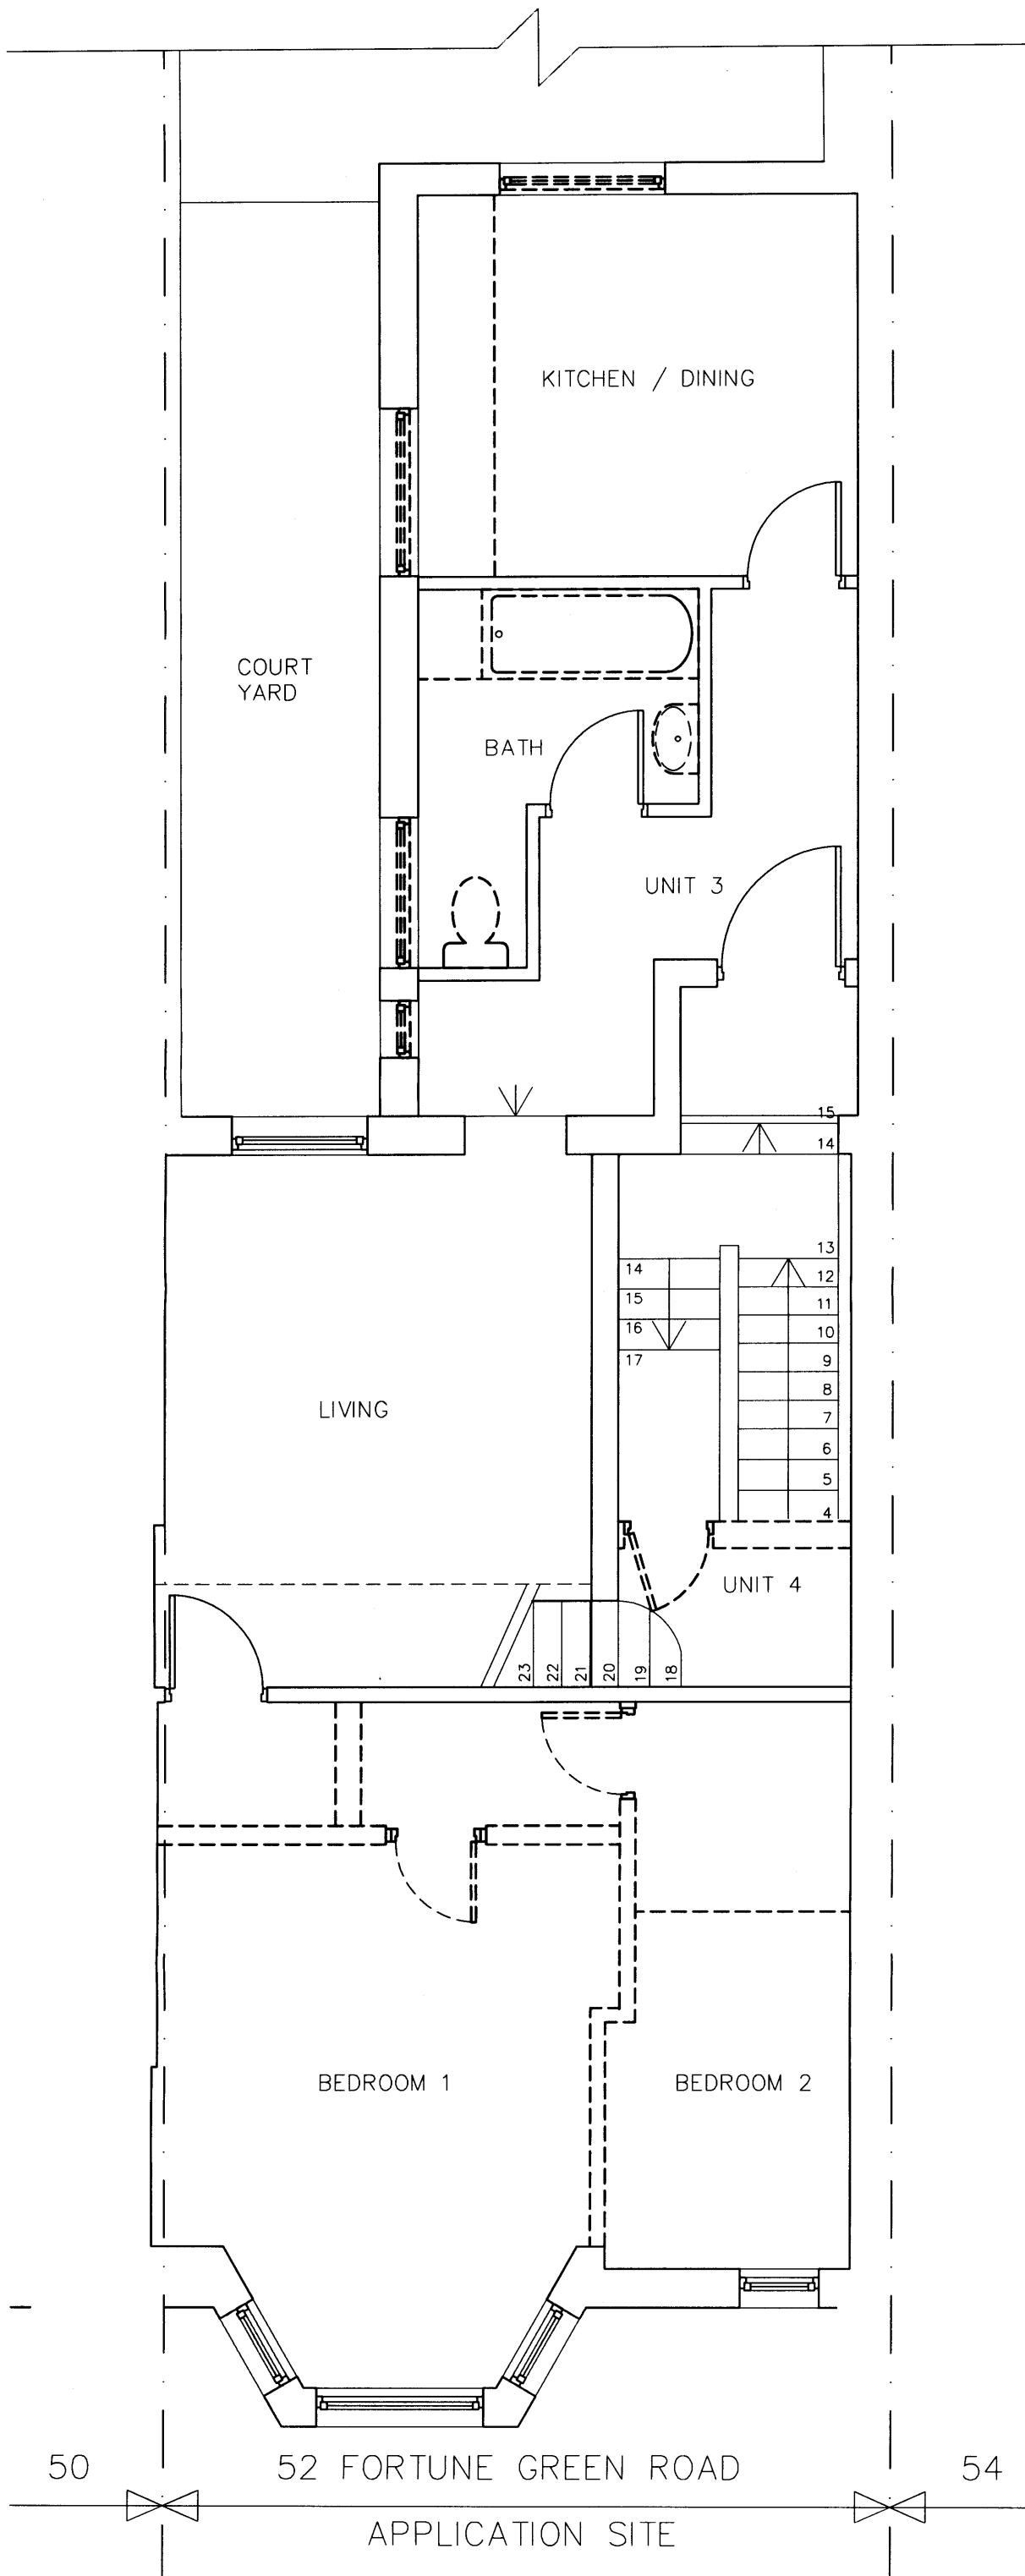 KITCHEN / DINING
COURT
YARD
BATH
UNIT 3
15
14
13
14
12
15
11
16
10
17
9
8
LIVING
7
6
5
4
UNIT 4
23
22
21
20
19
18
BEDROOM 1
BEDROOM 2
50
52 FORTUNE GREEN ROAD
54
APPLICATION SITE